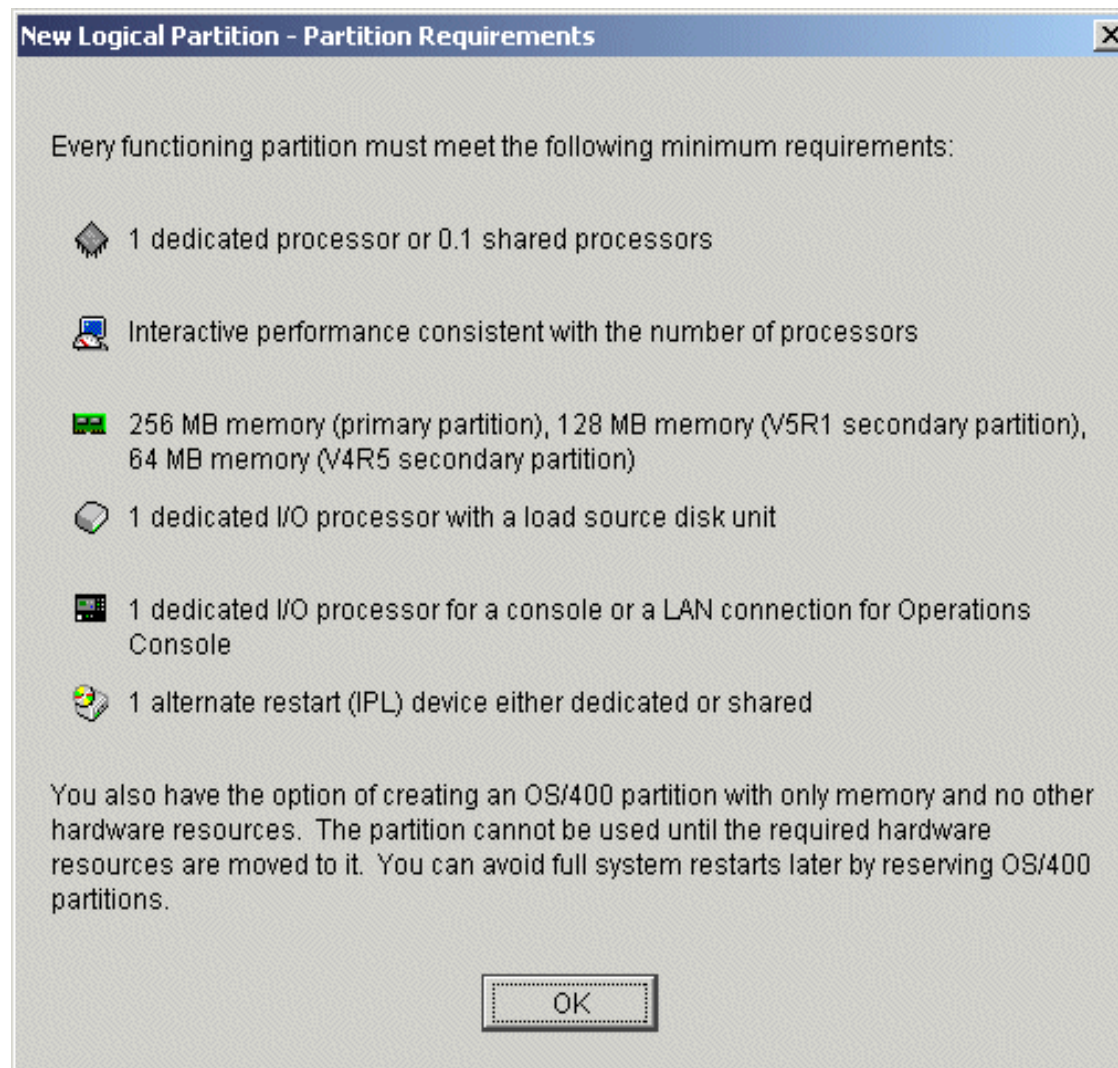 New Logical Partition - Partition Requirements
Every functioning partition must meet the following minimum requirements:
1 dedicated processor or 0.1 shared processors
Interactive performance consistent with the number of processors
256 MB memory (primary partition), 128 MB memory (V5R1 secondary partition),
64 MB memory (V4R5 secondary partition)
1 dedicated I/O processor with a load source disk unit
1 dedicated I/O processor for a console or a LAN connection for Operations
Console
1 alternate restart (IPL) device either dedicated or shared
You also have the option of creating an OS/400 partition with only memory and no other
hardware resources.  The partition cannot be used until the required hardware
resources are moved to it.  You can avoid full system restarts later by reserving OS/400
partitions.
OK